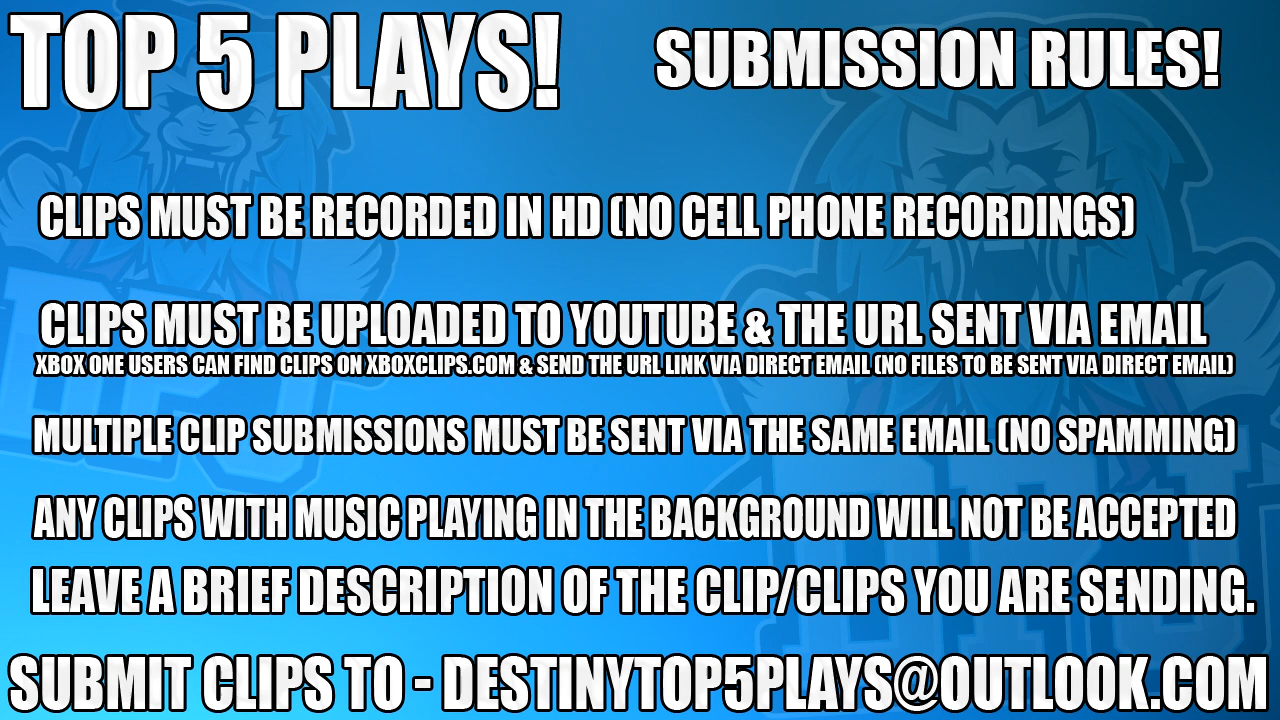 TOP 5 PLAYS!
SUBMISSION RULES!
CLIPS MUST BE RECORDED IN HD (NO CELL PHONE RECORDINGS)
CLIPS MUST BE UPLOADED TO YOUTUBE & THE URL SENT VIA EMAIL
XBOX ONE USERS CAN FIND CLIPS ON XBOXCLIPS.COM & SEND THE URL LINK VIA DIRECT EMAIL (NO FILES TO BE SENT VIA DIRECT EMAIL)
MULTIPLE CLIP SUBMISSIONS MUST BE SENT VIA THE SAME EMAIL (NO SPAMMING)
ANY CLIPS WITH MUSIC PLAYING IN THE BACKGROUND WILL NOT BE ACCEPTED
LEAVE A BRIEF DESCRIPTION OF THE CLIP/CLIPS YOU ARE SENDING.
SUBMIT CLIPS TO - DESTINYTOP5PLAYS@OUTLOOK.COM